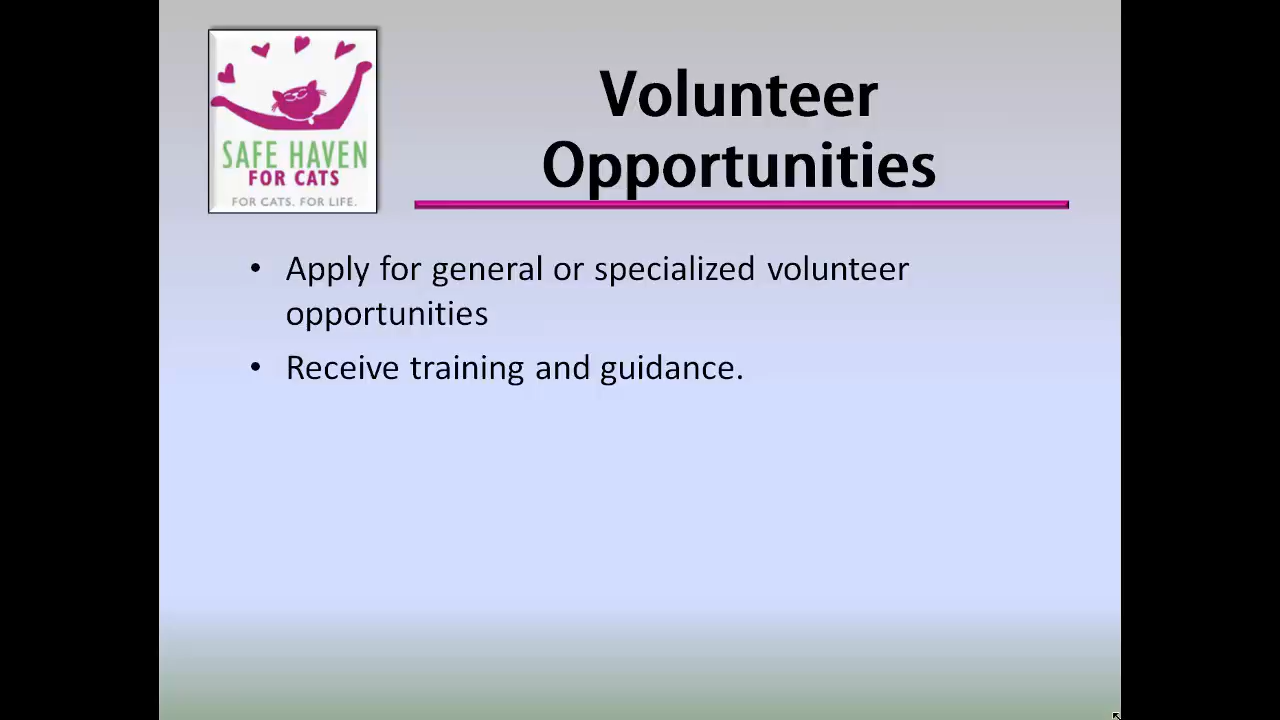 SAFE HAVEN
FOR CATS
FOR CATS. FOR LIFE.
Volunteer
Opportunities
• Apply for general or specialized volunteer
opportunities
• Receive training and guidance.